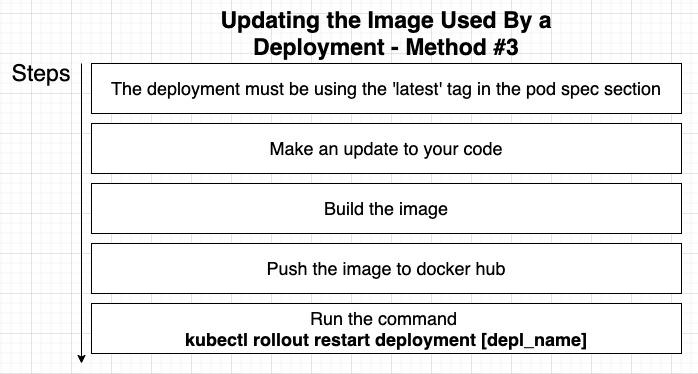 Updating the Image Used By a
Deployment - Method #3
Steps
The deployment must be using the 'latest' tag in the pod spec section
Make an update to your code
Build the image
Push the image to docker hub
Run the command
kubectl rollout restart deployment [depl_name]